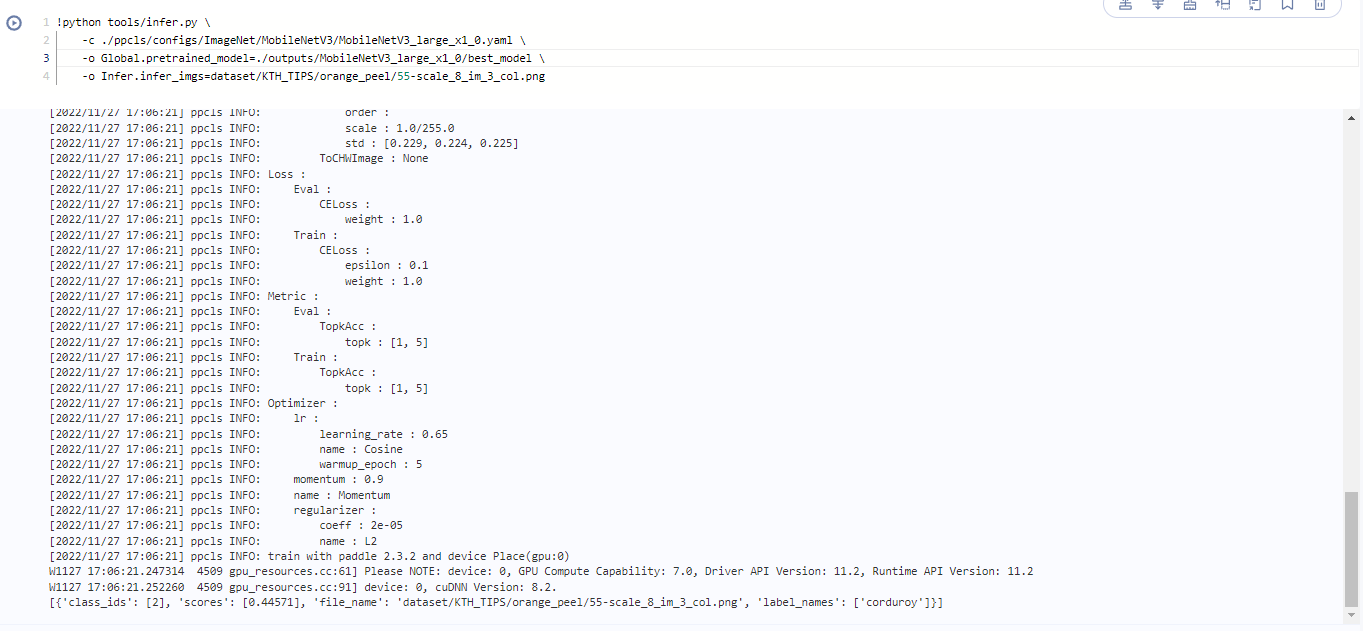 1 !python tools/infer.py \
2     -c ./ppcls/configs/ImageNet/MobileNetV3/MobileNetV3_large_x1_0.yaml \
3     -o Global.pretrained_model=./outputs/MobileNetV3_large_x1_0/best_model \
4     -o Infer.infer_imgs=dataset/KTH_TIPS/orange_peel/55-scale_8_im_3_col.png
[2022/11/27 17:06:21] ppcls INFO:             order :
[2022/11/27 17:06:21] ppcls INFO:             scale : 1.0/255.0
[2022/11/27 17:06:21] ppcls INFO:             std : [0.229, 0.224, 0.225]
[2022/11/27 17:06:21] ppcls INFO:         ToCHWImage : None
[2022/11/27 17:06:21] ppcls INFO: Loss :
[2022/11/27 17:06:21] ppcls INFO:     Eval :
[2022/11/27 17:06:21] ppcls INFO:         CELoss :
[2022/11/27 17:06:21] ppcls INFO:             weight : 1.0
[2022/11/27 17:06:21] ppcls INFO:     Train :
[2022/11/27 17:06:21] ppcls INFO:         CELoss :
[2022/11/27 17:06:21] ppcls INFO:             epsilon : 0.1
[2022/11/27 17:06:21] ppcls INFO:             weight : 1.0
[2022/11/27 17:06:21] ppcls INFO: Metric :
[2022/11/27 17:06:21] ppcls INFO:     Eval :
[2022/11/27 17:06:21] ppcls INFO:         TopkAcc :
[2022/11/27 17:06:21] ppcls INFO:             topk : [1, 5]
[2022/11/27 17:06:21] ppcls INFO:     Train :
[2022/11/27 17:06:21] ppcls INFO:         TopkAcc :
[2022/11/27 17:06:21] ppcls INFO:             topk : [1, 5]
[2022/11/27 17:06:21] ppcls INFO: Optimizer :
[2022/11/27 17:06:21] ppcls INFO:     lr :
[2022/11/27 17:06:21] ppcls INFO:         learning_rate : 0.65
[2022/11/27 17:06:21] ppcls INFO:         name : Cosine
[2022/11/27 17:06:21] ppcls INFO:         warmup_epoch : 5
[2022/11/27 17:06:21] ppcls INFO:     momentum : 0.9
[2022/11/27 17:06:21] ppcls INFO:     name : Momentum
[2022/11/27 17:06:21] ppcls INFO:     regularizer :
[2022/11/27 17:06:21] ppcls INFO:         coeff : 2e-05
[2022/11/27 17:06:21] ppcls INFO:         name : L2
[2022/11/27 17:06:21] ppcls INFO: train with paddle 2.3.2 and device Place(gpu:0)
W1127 17:06:21.247314  4509 gpu_resources.cc:61] Please NOTE: device: 0, GPU Compute Capability: 7.0, Driver API Version: 11.2, Runtime API Version: 11.2
W1127 17:06:21.252260  4509 gpu_resources.cc:91] device: 0, cuDNN Version: 8.2.
[{'class_ids': [2], 'scores': [0.44571], 'file_name': 'dataset/KTH_TIPS/orange_peel/55-scale_8_im_3_col.png', 'label_names': ['corduroy']}]